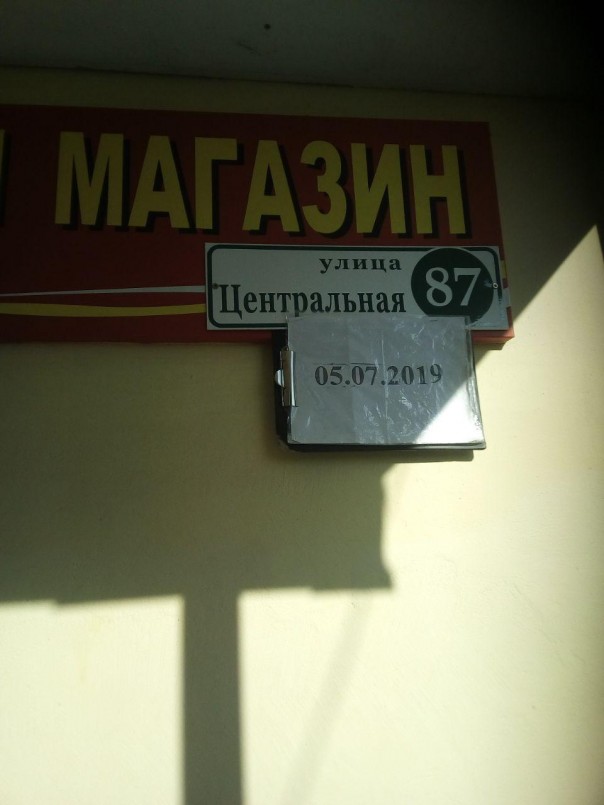 МАГАЗИН
улица
Центральная 87
05.07.2019